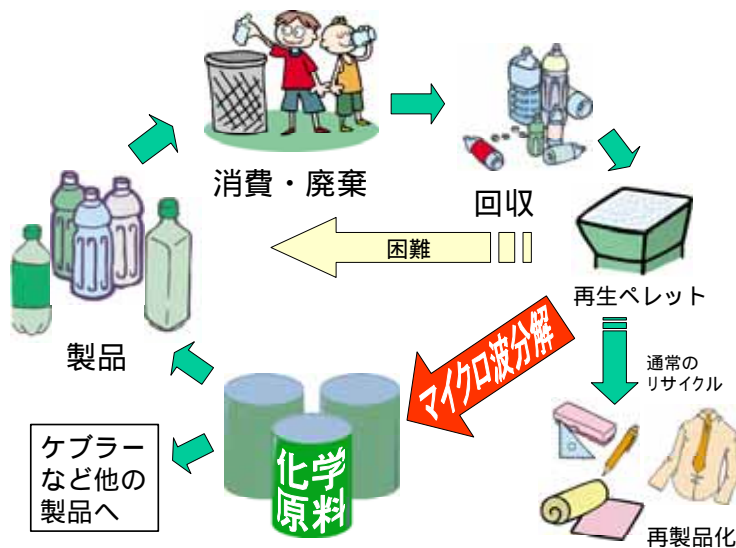 消費・廃棄
回収
困難
再生ペレット
製品
マイクロ波分解
通常の
リサイクル
ケブラー
など他の
製品へ
化学
原料
再製品化